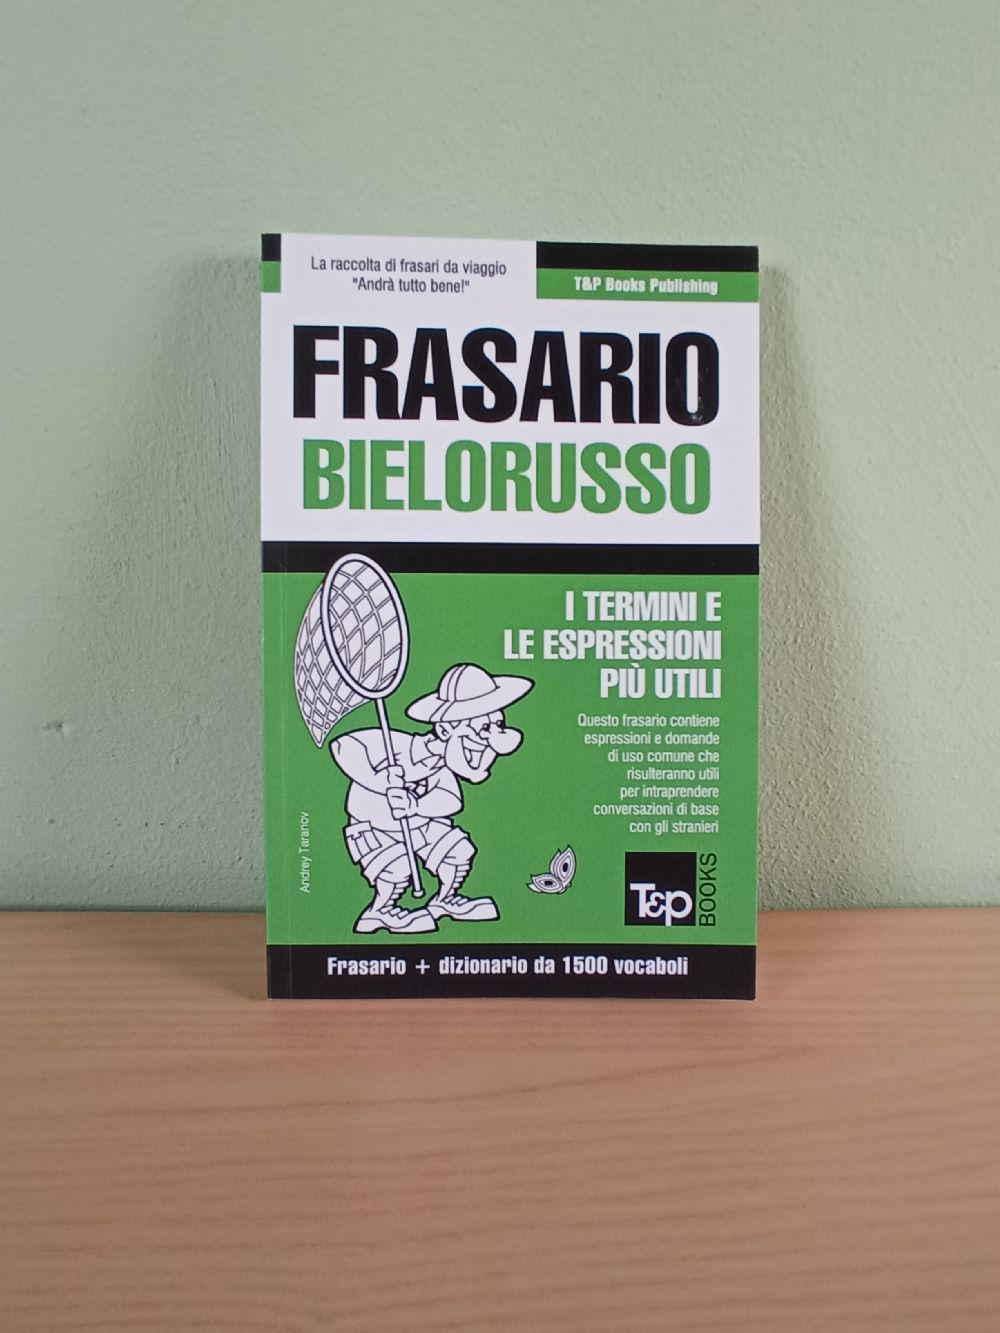 La raccolta di frasari da viaggio
"Andrà tutto bene!"
T&P Books Publishing
FRASARIO
BIELORUSSO
I TERMINI E
LE ESPRESSIONI
PIÙ UTILI
Questo frasario contiene
espressioni e domande
di uso comune che
risulteranno utili
per intraprendere
conversazioni di base
con gli stranieri
Andrey Taranov
T&P
BOOKS
Frasario + dizionario da 1500 vocaboli